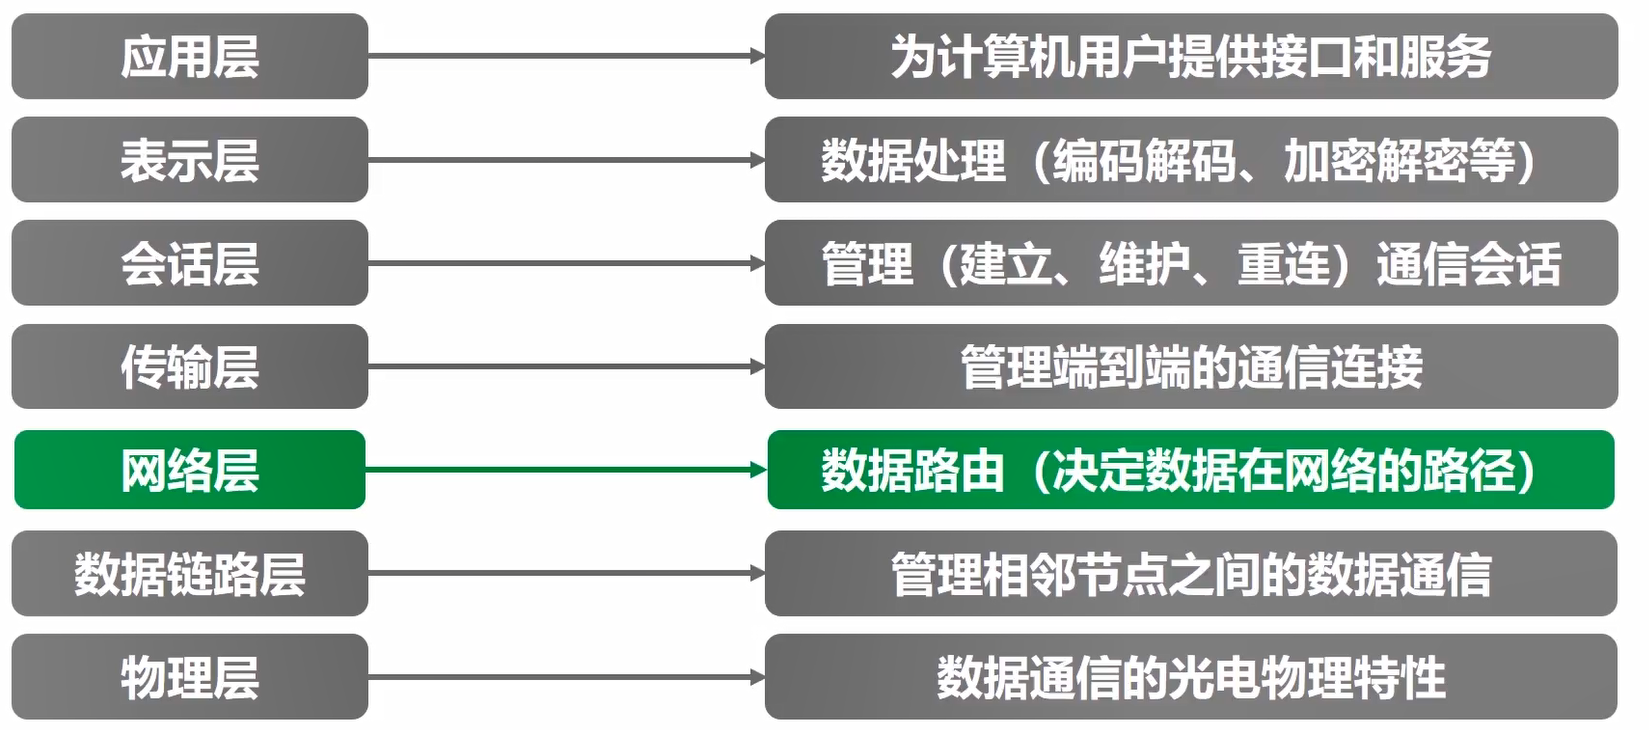 应用层
为计算机用户提供接口和服务
表示层
数据处理（编码解码、加密解密等）
会话层
管理（建立、维护、重连）通信会话
传输层
管理端到端的通信连接
网络层
数据路由（决定数据在网络的路径）
数据链路层
管理相邻节点之间的数据通信
物理层
数据通信的光电物理特性